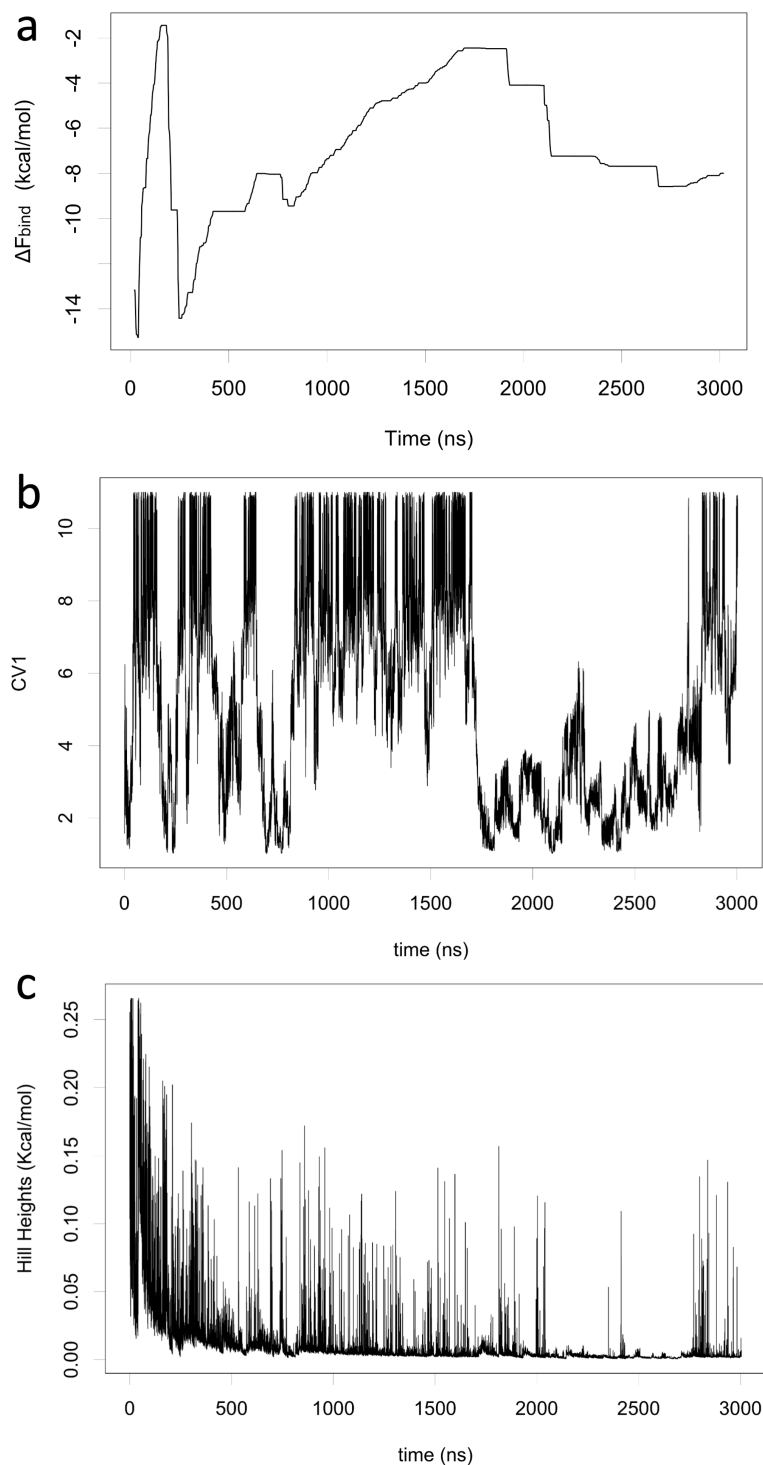 a
-2
-4
-6
-8
-10
-14
ΔFbind (kcal/mol)
0 500 1000 1500 2000 2500 3000
Time (ns)
b
10
8
6
4
2
CV1
0 500 1000 1500 2000 2500 3000
time (ns)
c
0.25
0.20
0.15
0.10
0.05
0.00
Hill Heights (Kcal/mol)
0 500 1000 1500 2000 2500 3000
time (ns)